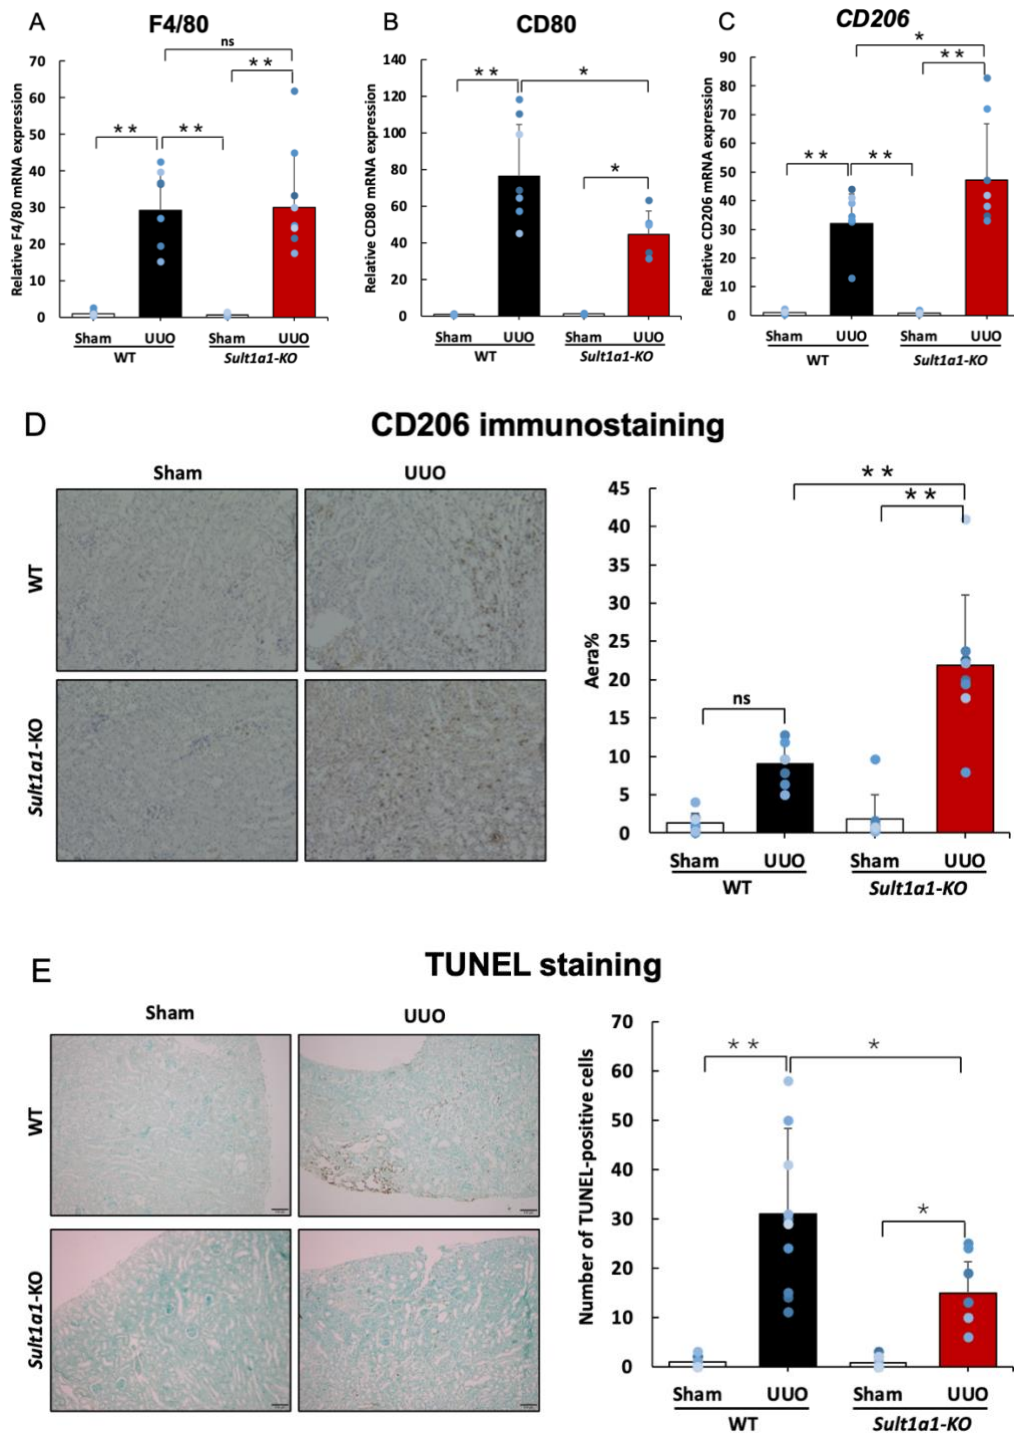 A
F4/80
Relative F4/80 mRNA expression
70
60
50
40
30
20
10
0
ns
**
**
**
Sham
UUO
Sham
UUO
WT
Sult1a1-KO
B
CD80
Relative CD80 mRNA expression
140
120
100
80
60
40
20
0
**
*
*
Sham
UUO
Sham
UUO
WT
Sult1a1-KO
C
CD206
Relative CD206 mRNA expression
90
80
70
60
50
40
30
20
10
0
*
**
**
**
Sham
UUO
Sham
UUO
WT
Sult1a1-KO
D
CD206 immunostaining
Sham
UUO
WT
Sult1a1-KO
Aera%
45
40
35
30
25
20
15
10
5
0
**
**
ns
Sham
UUO
Sham
UUO
WT
Sult1a1-KO
E
TUNEL staining
Sham
UUO
WT
Sult1a1-KO
Number of TUNEL-positive cells
70
60
50
40
30
20
10
0
**
*
*
Sham
UUO
Sham
UUO
WT
Sult1a1-KO